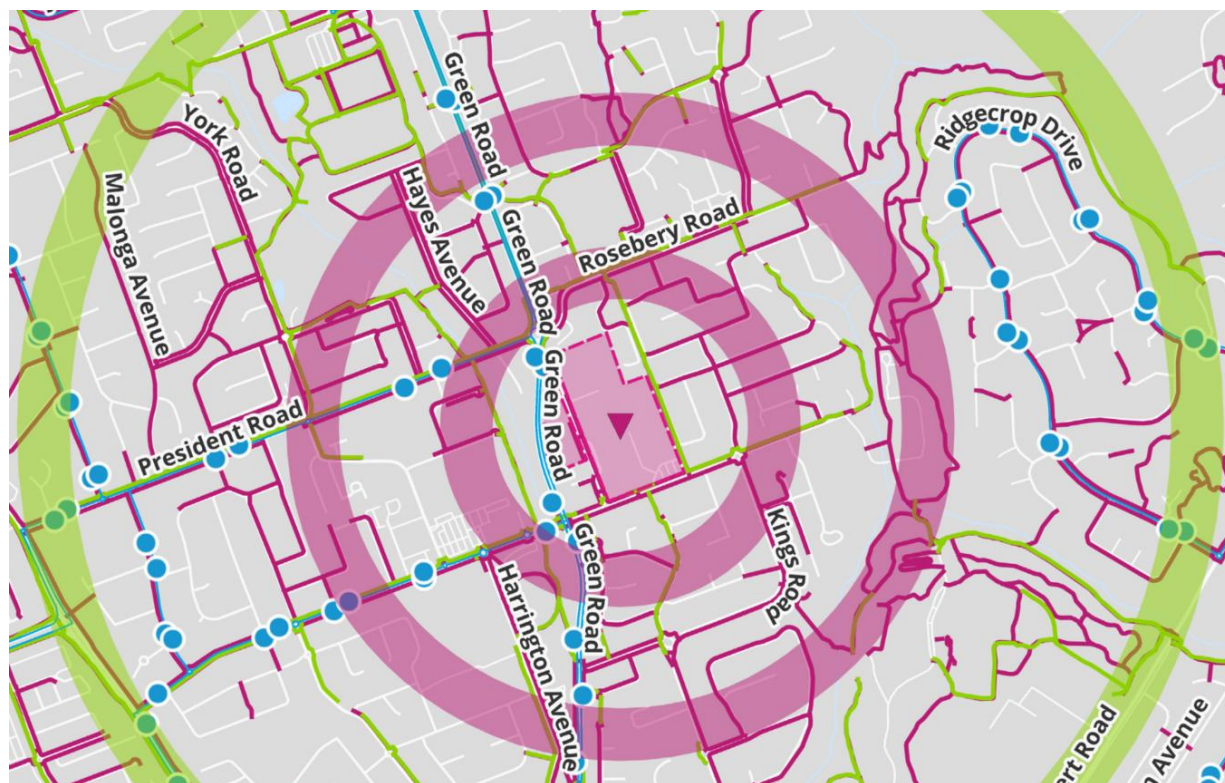 Green Road
York Road
Ridgecrop Drive
Malonga Avenue
Hayes Avenue
Green Road
Rosebery Road
Green Road
President Road
Kings Road
Green Road
Harrington Avenue
ert Road
Avenue